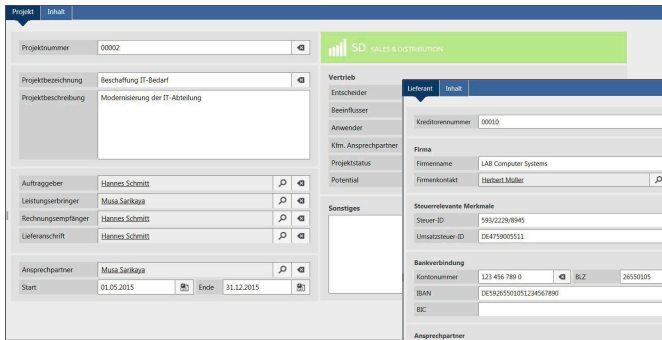 Projekt Inhalt
Projektnummer 00002
Projektbezeichnung Beschaffung IT-Bedarf
Projektbeschreibung Modernisierung der IT-Abteilung
Auftraggeber Hannes Schmitt
Leistungserbringer Musa Sarikaya
Rechnungsempfänger Hannes Schmitt
Lieferanschrift Hannes Schmitt
Ansprechpartner Musa Sarikaya
Start 01.05.2015 Ende 31.12.2015
SD SALES & DISTRIBUTION
Vertrieb
Entscheider
Beeinflusser
Anwender
Kfm. Ansprechpartner
Projektstatus
Potential
Sonstiges
Lieferant Inhalt
Kreditorennummer 00010
Firma
Firmenname LAB Computer Systems
Firmenkontakt Herbert Müller
Steuerrelevante Merkmale
Steuer-ID 593/2229/8945
Umsatzsteuer-ID DE4759005511
Bankverbindung
Kontonummer 123 456 789 0 BLZ 26550105
IBAN DE59265501051234567890
BIC
Ansprechpartner